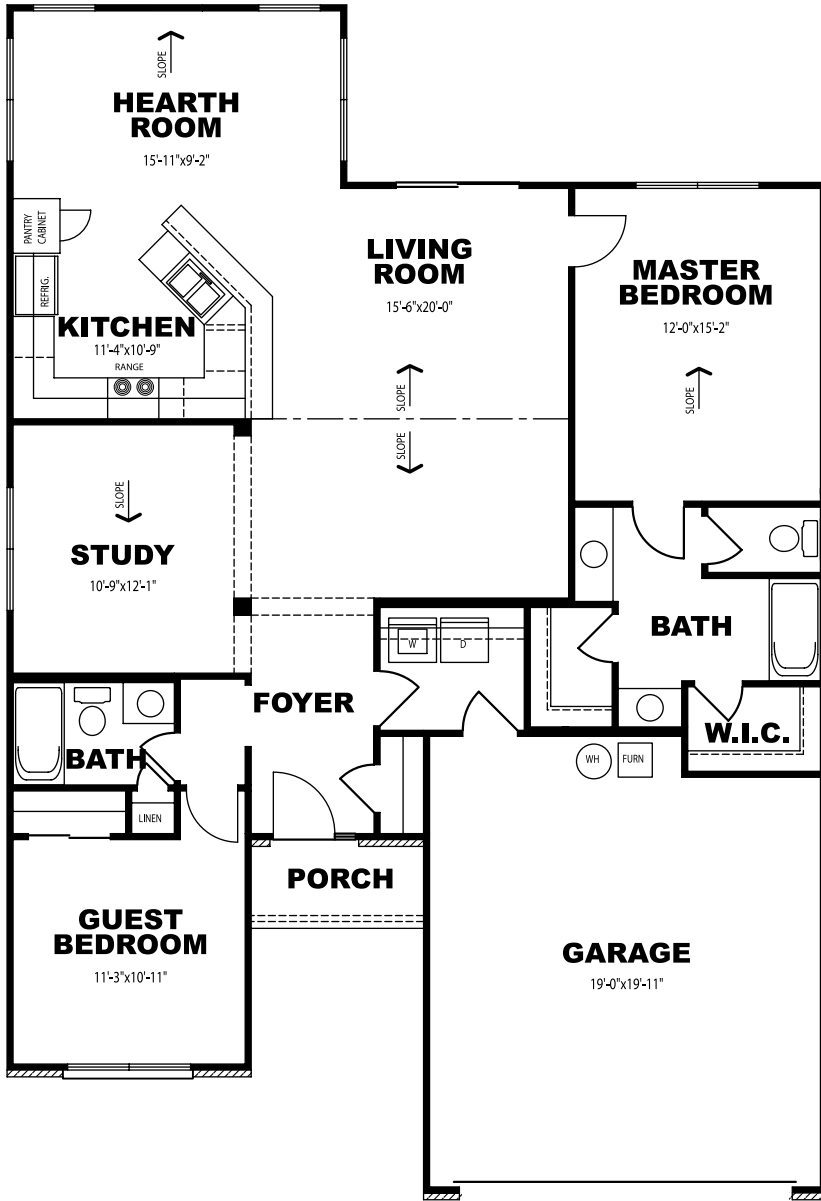 SLOPE
HEARTH
ROOM
15'-11"x9'-2"
PANTRY
CABINET
REFRIG.
KITCHEN
11'-4"x10'-9"
RANGE
LIVING
ROOM
15'-6"x20'-0"
SLOPE
SLOPE
MASTER
BEDROOM
12'-0"x15'-2"
SLOPE
SLOPE
STUDY
10'-9"x12'-1"
W
D
BATH
FOYER
W.I.C.
BATH
WH
FURN
LINEN
PORCH
GUEST
BEDROOM
11'-3"x10'-11"
GARAGE
19'-0"x19'-11"